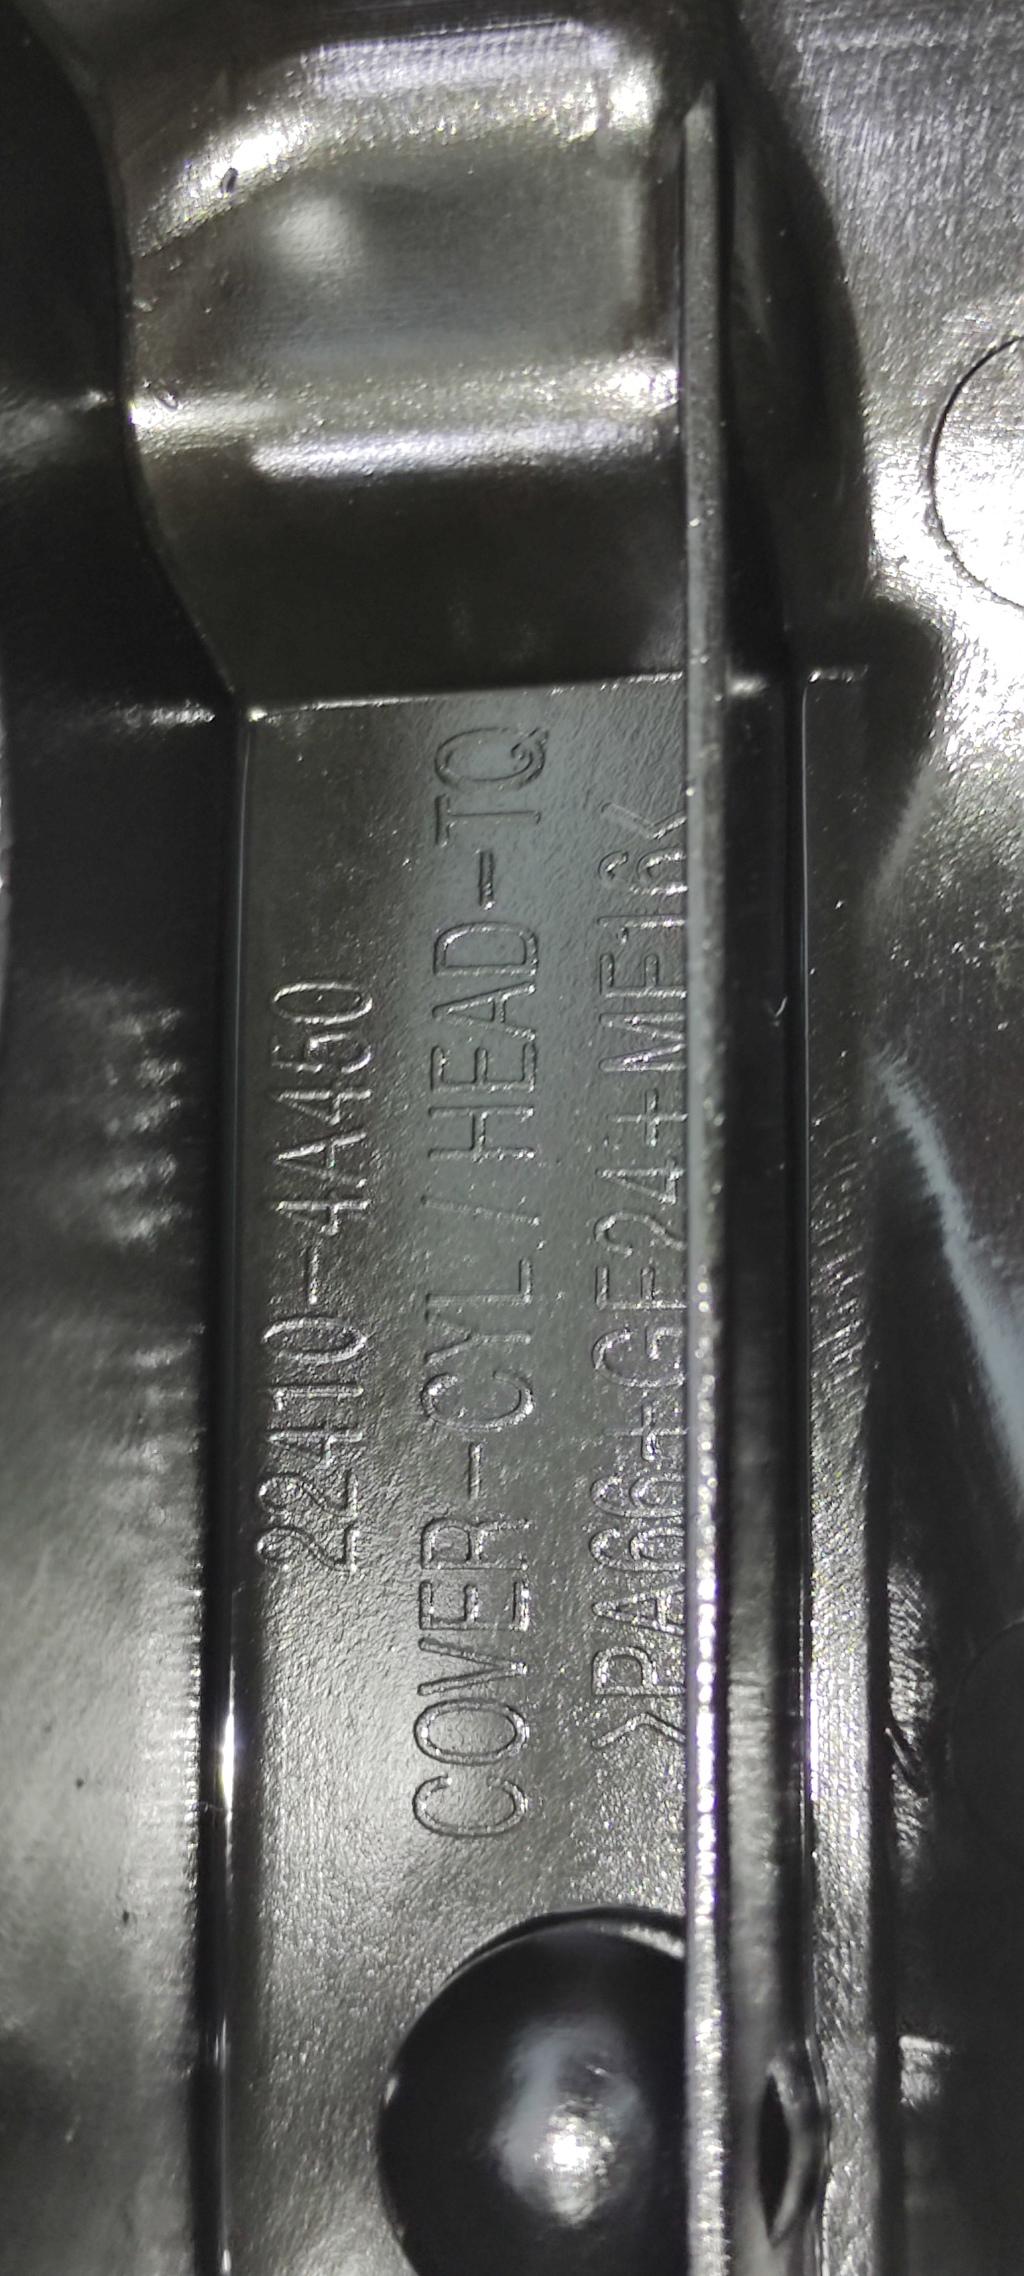 22410-4A450
COVER-CYL/HEAD-TQ
>PA66+GF24+MF16<